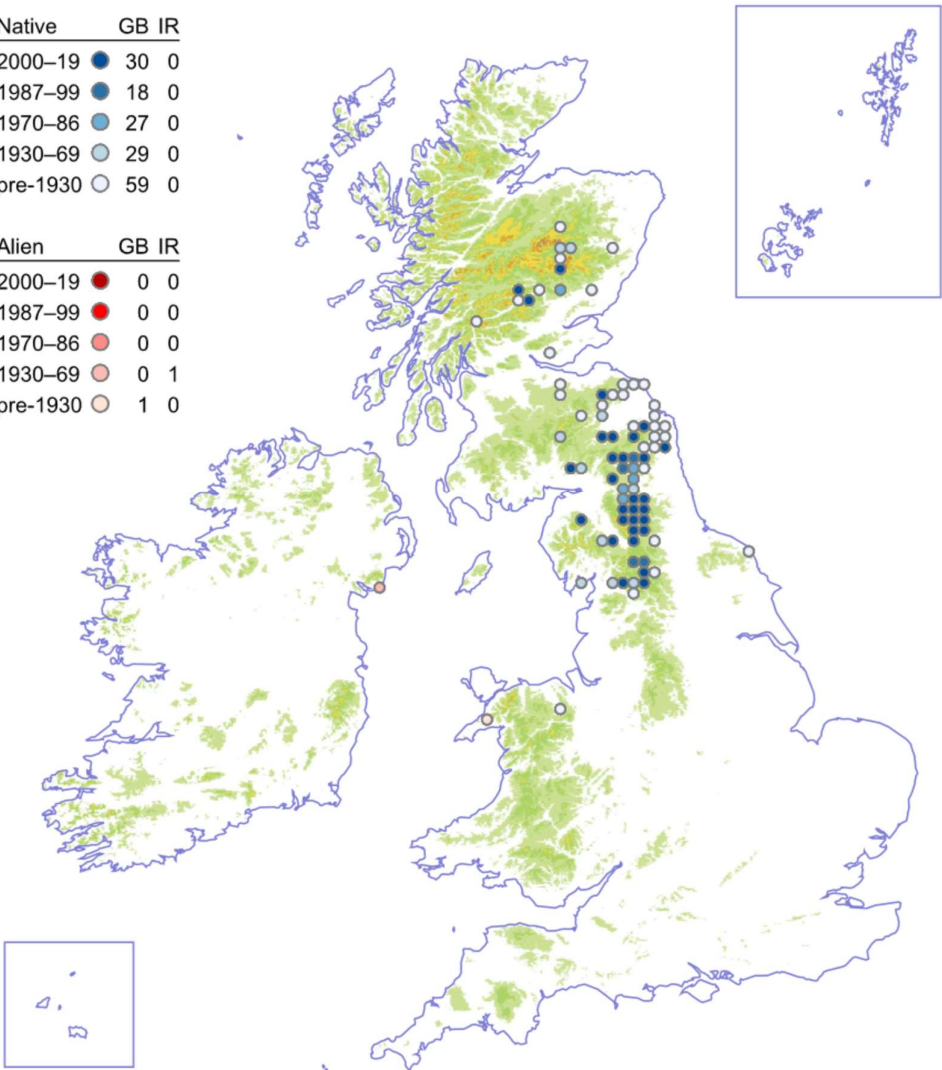 Native GB IR
2000–19 30 0
1987–99 18 0
1970–86 27 0
1930–69 29 0
pre-1930 59 0
Alien GB IR
2000–19 0 0
1987–99 0 0
1970–86 0 0
1930–69 0 1
pre-1930 1 0